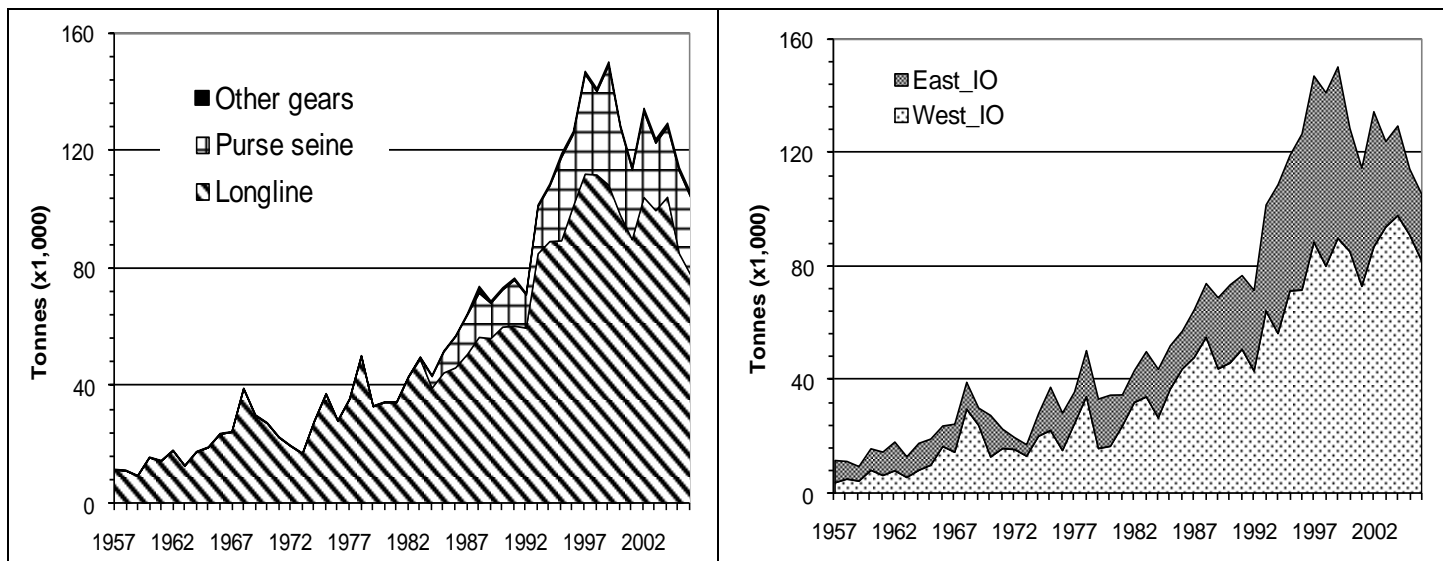 160
120
80
40
0
Tonnes (x1,000)
Other gears
Purse seine
Longline
1957 1962 1967 1972 1977 1982 1987 1992 1997 2002
160
120
80
40
0
Tonnes (x1,000)
East_IO
West_IO
1957 1962 1967 1972 1977 1982 1987 1992 1997 2002